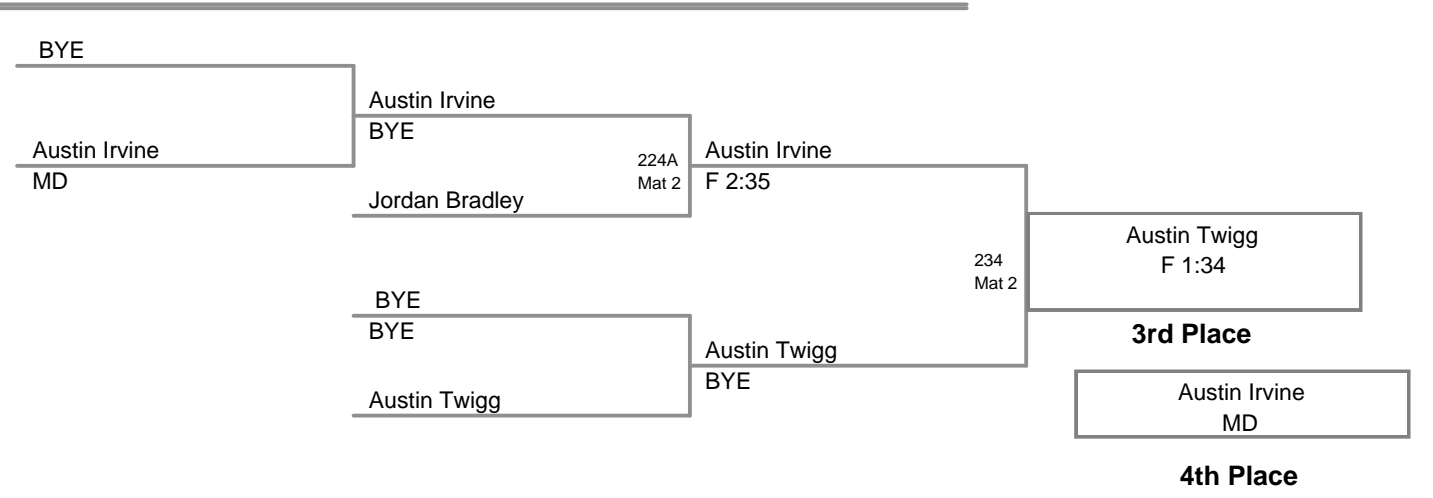 BYE
Austin Irvine
BYE
Austin Irvine
MD
224A
Mat 2
Austin Irvine
F 2:35
Jordan Bradley
Austin Twigg
F 1:34
234
Mat 2
BYE
BYE
3rd Place
Austin Twigg
BYE
Austin Twigg
Austin Irvine
MD
4th Place